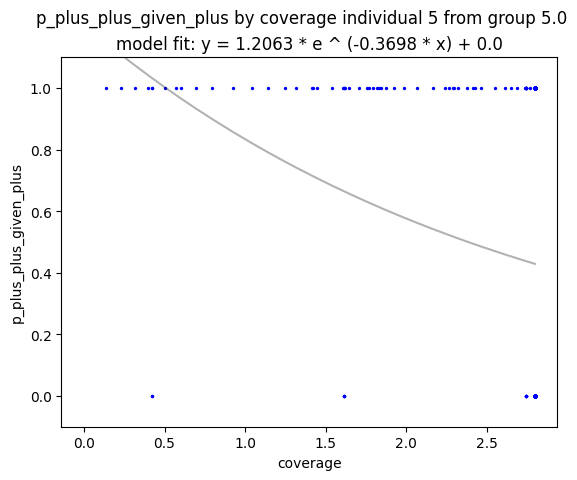 p_plus_plus_given_plus by coverage individual 5 from group 5.0
model fit: y = 1.2063 * e ^ (-0.3698 * x) + 0.0
1.0
0.8
0.6
0.4
0.2
0.0
p_plus_plus_given_plus
0.0 0.5 1.0 1.5 2.0 2.5
coverage